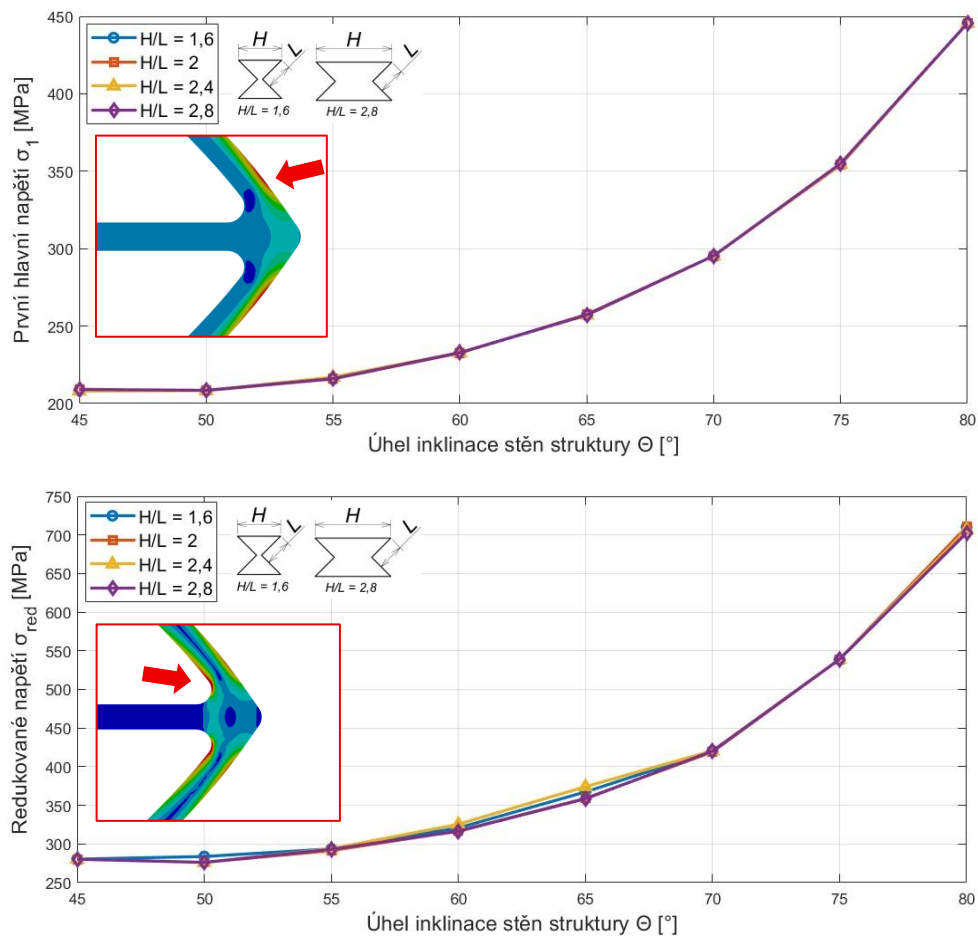 450
400
350
300
250
200
První hlavní napětí σ1 [MPa]
H/L = 1,6
H/L = 2
H/L = 2,4
H/L = 2,8
H
L
H/L = 1,6
H
L
H/L = 2,8
45 50 55 60 65 70 75 80
Úhel inklinace stěn struktury Θ [°]
750
700
650
600
550
500
450
400
350
300
250
Redukované napětí σred [MPa]
H/L = 1,6
H/L = 2
H/L = 2,4
H/L = 2,8
H
L
H/L = 1,6
H
L
H/L = 2,8
45 50 55 60 65 70 75 80
Úhel inklinace stěn struktury Θ [°]